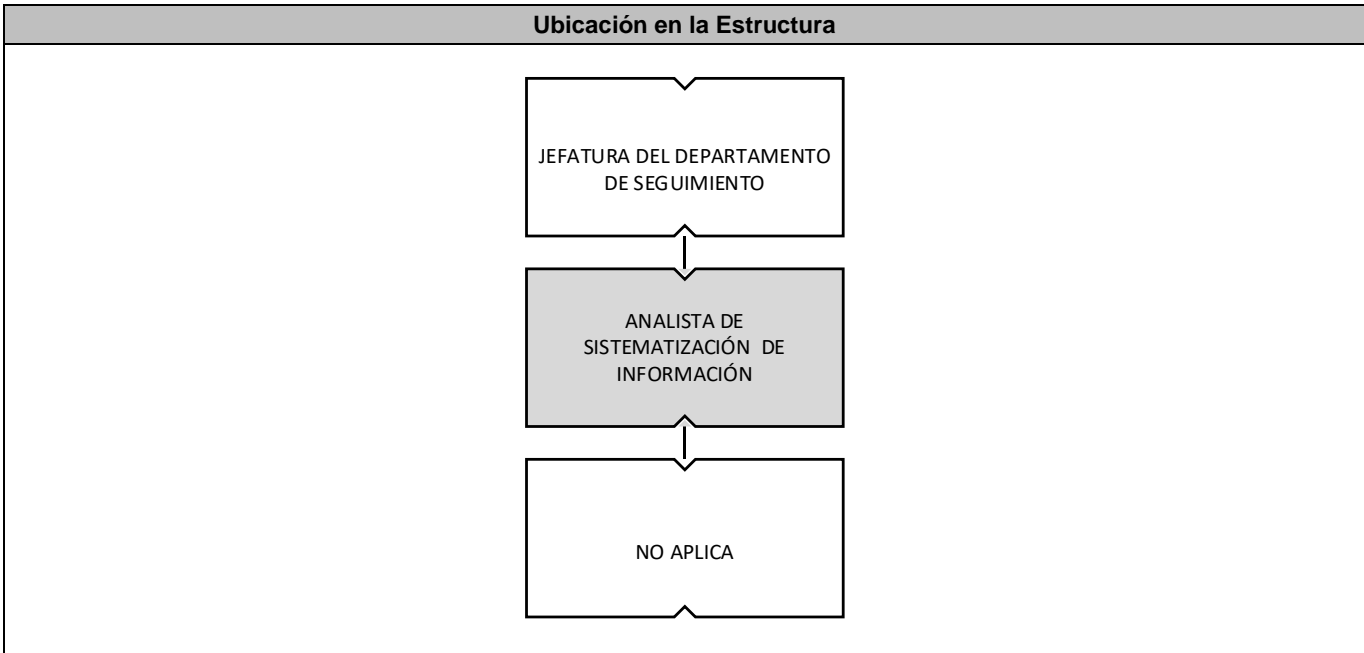 Ubicación en la Estructura
JEFATURA DEL DEPARTAMENTO
DE SEGUIMIENTO
ANALISTA DE
SISTEMATIZACIÓN DE
INFORMACIÓN
NO APLICA